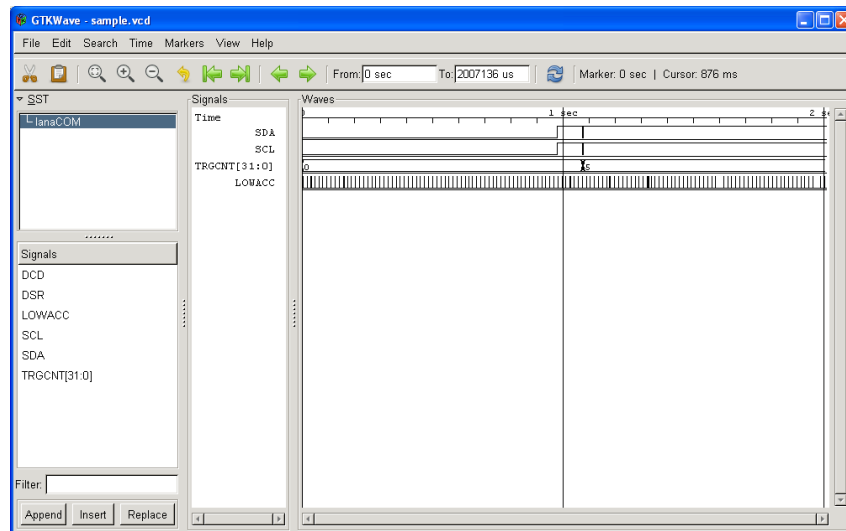 GTKWave - sample.vcd
File Edit Search Time Markers View Help
From: 0 sec To: 2007136 us Marker: 0 sec | Cursor: 876 ms
SST
lanaCOM
Signals
DCD
DSR
LOWACC
SCL
SDA
TRGCNT[31:0]
Filter:
Append Insert Replace
Signals
Time
SDA
SCL
TRGCNT[31:0]
LOWACC
Waves
1 sec 2 se
0 5